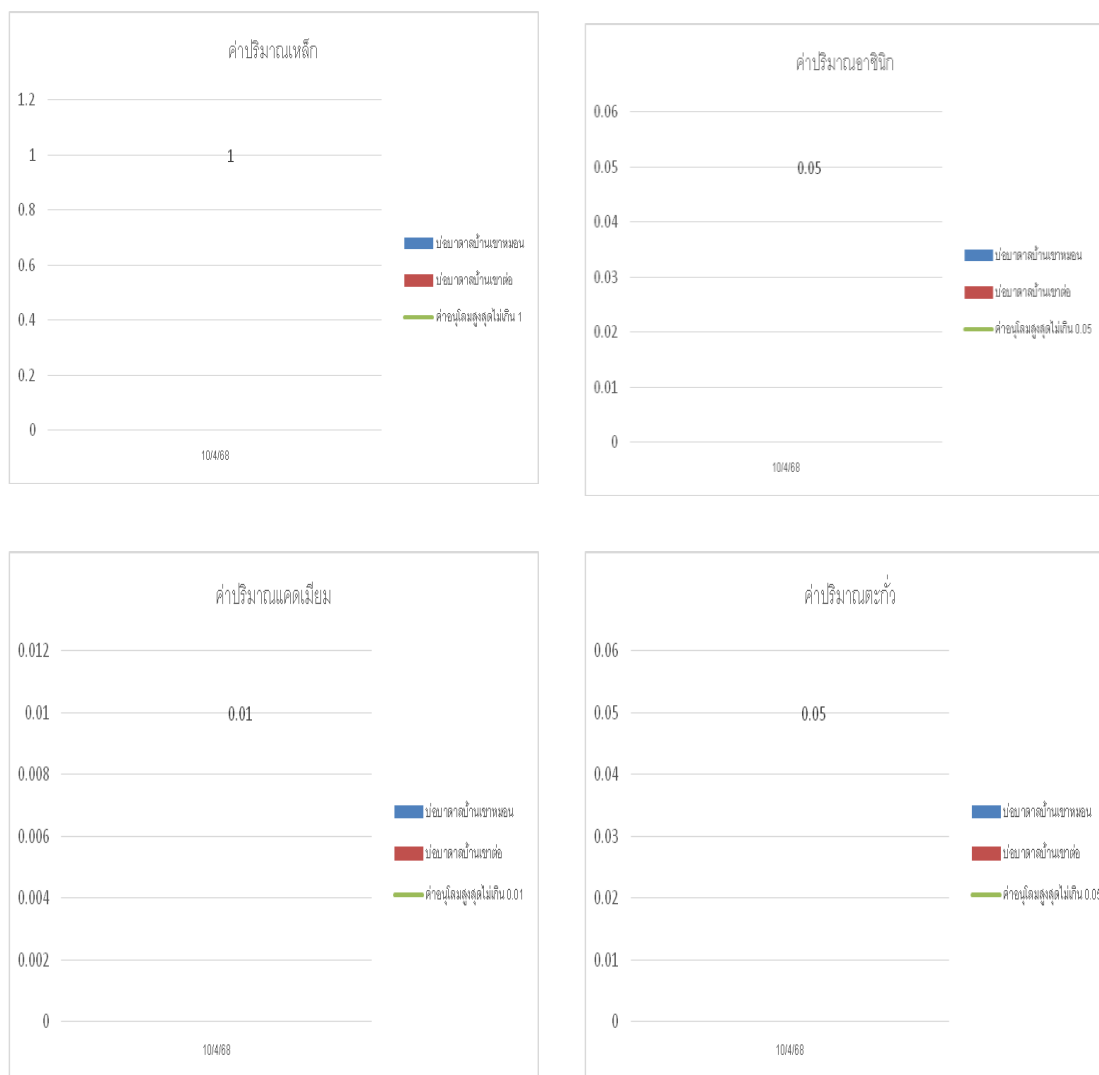 ค่าปริมาณเหล็ก
1.2
1
0.8
0.6
0.4
0.2
0
1
10/4/68
บ่อบาดาลบ้านเขาหมอน
บ่อบาดาลบ้านเขาต่อ
ค่าอนุโลมสูงสุดไม่เกิน 1
ค่าปริมาณอาซินิก
0.06
0.05
0.04
0.03
0.02
0.01
0
0.05
10/4/68
บ่อบาดาลบ้านเขาหมอน
บ่อบาดาลบ้านเขาต่อ
ค่าอนุโลมสูงสุดไม่เกิน 0.05
ค่าปริมาณแคดเมียม
0.012
0.01
0.008
0.006
0.004
0.002
0
0.01
10/4/68
บ่อบาดาลบ้านเขาหมอน
บ่อบาดาลบ้านเขาต่อ
ค่าอนุโลมสูงสุดไม่เกิน 0.01
ค่าปริมาณตะกั่ว
0.06
0.05
0.04
0.03
0.02
0.01
0
0.05
10/4/68
บ่อบาดาลบ้านเขาหมอน
บ่อบาดาลบ้านเขาต่อ
ค่าอนุโลมสูงสุดไม่เกิน 0.05